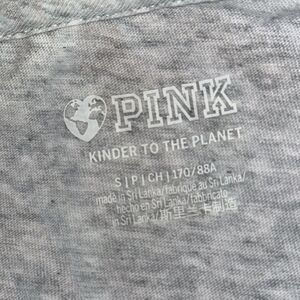 PINK
KINDER TO THE PLANET
S | P | CH | 170/88A
made in Sri Lanka/fabriqué au Sri Lanka/
hecho en Sri Lanka/fabbricato
in Sri Lanka/斯里兰卡制造